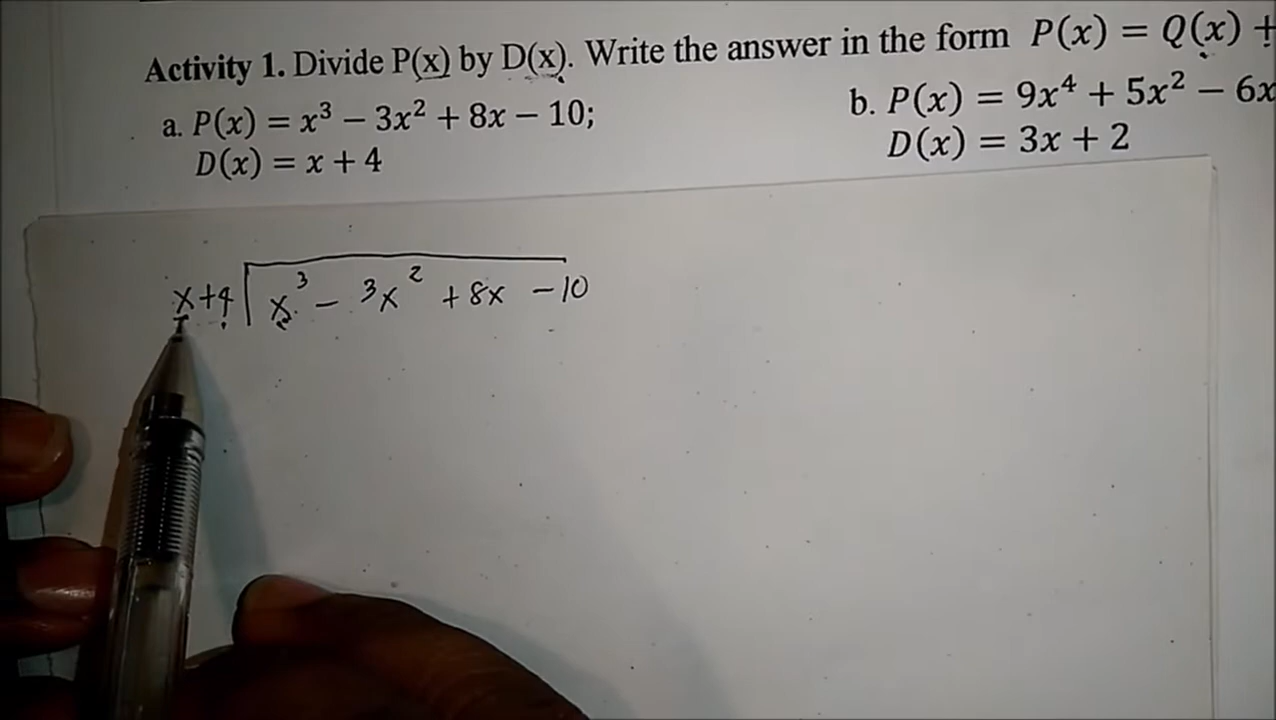 Activity 1. Divide P(x) by D(x). Write the answer in the form P(x) = Q(x) +
a. P(x) = x³ − 3x² + 8x − 10;
D(x) = x + 4
b. P(x) = 9x⁴ + 5x² − 6x
D(x) = 3x + 2
x+4 x³ − 3x² + 8x − 10